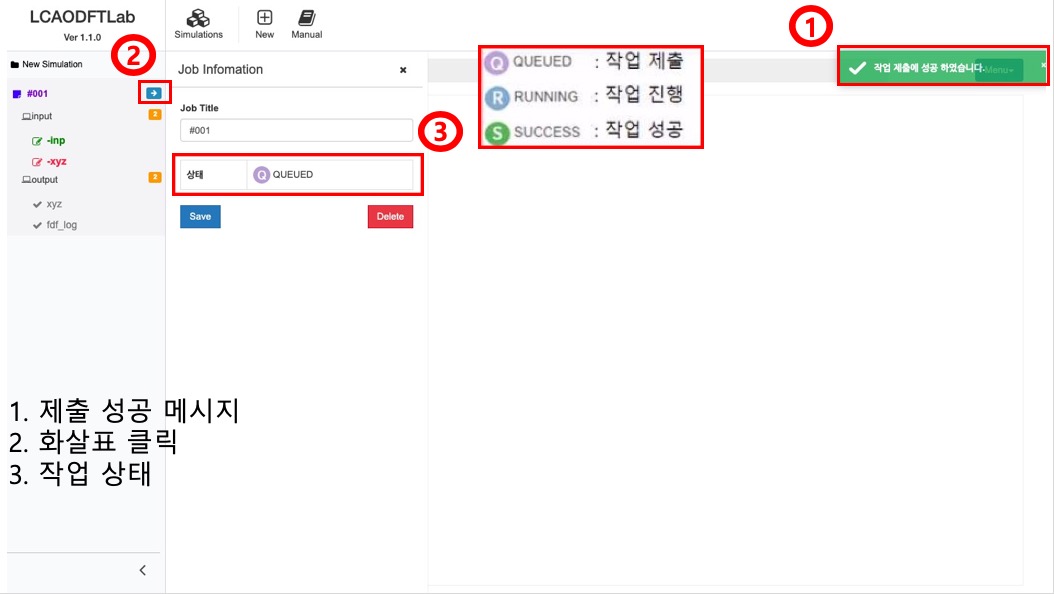 LCAODFTLab
Ver 1.1.0
Simulations
New
Manual
New Simulation
#001
input
2
-inp
-xyz
output
2
xyz
fdf_log
2
Job Infomation
Job Title
#001
상태
Q QUEUED
Save
Delete
3
Q QUEUED : 작업 제출
R RUNNING : 작업 진행
S SUCCESS : 작업 성공
1
작업 제출에 성공 하였습니다.
Menu
1. 제출 성공 메시지
2. 화살표 클릭
3. 작업 상태